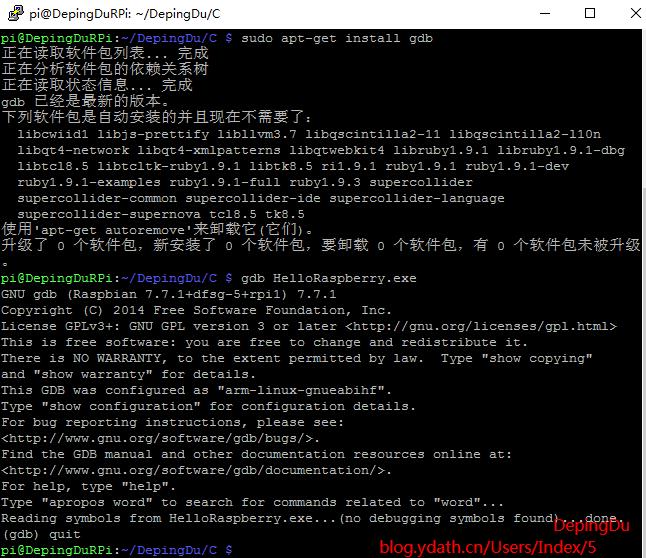 pi@DepingDuRPi: ~/DepingDu/C
pi@DepingDuRPi:~/DepingDu/C $ sudo apt-get install gdb
正在读取软件包列表... 完成
正在分析软件包的依赖关系树
正在读取状态信息... 完成
gdb 已经是最新的版本。
下列软件包是自动安装的并且现在不需要了：
libcwiid1 libjs-prettify libllvm3.7 libqscintilla2-11 libqscintilla2-l10n
libqt4-network libqt4-xmlpatterns libqtwebkit4 libruby1.9.1 libruby1.9.1-dbg
libtcl8.5 libtcltk-ruby1.9.1 libtk8.5 ri1.9.1 ruby1.9.1 ruby1.9.1-dev
ruby1.9.1-examples ruby1.9.1-full ruby1.9.3 supercollider
supercollider-common supercollider-ide supercollider-language
supercollider-supernova tcl8.5 tk8.5
使用'apt-get autoremove'来卸载它(它们)。
升级了 0 个软件包，新安装了 0 个软件包，要卸载 0 个软件包，有 0 个软件包未被升级
。
pi@DepingDuRPi:~/DepingDu/C $ gdb HelloRaspberry.exe
GNU gdb (Raspbian 7.7.1+dfsg-5+rpi1) 7.7.1
Copyright (C) 2014 Free Software Foundation, Inc.
License GPLv3+: GNU GPL version 3 or later <http://gnu.org/licenses/gpl.html>
This is free software: you are free to change and redistribute it.
There is NO WARRANTY, to the extent permitted by law.  Type "show copying"
and "show warranty" for details.
This GDB was configured as "arm-linux-gnueabihf".
Type "show configuration" for configuration details.
For bug reporting instructions, please see:
<http://www.gnu.org/software/gdb/bugs/>.
Find the GDB manual and other documentation resources online at:
<http://www.gnu.org/software/gdb/documentation/>.
For help, type "help".
Type "apropos word" to search for commands related to "word"...
Reading symbols from HelloRaspberry.exe...(no debugging symbols found)...done.
DepingDu
(gdb) quit
pi@DepingDuRPi:~/DepingDu/C $
blog.ydath.cn/Users/Index/5